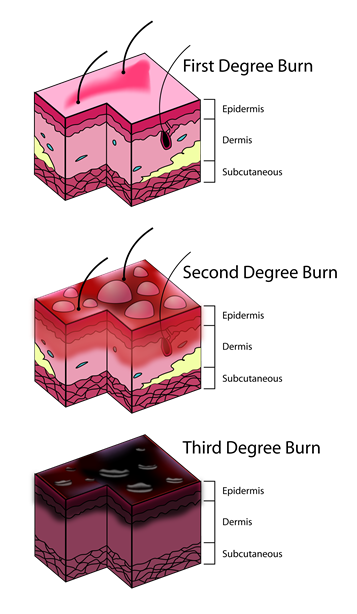 First Degree Burn
Epidermis
Dermis
Subcutaneous
Second Degree Burn
Epidermis
Dermis
Subcutaneous
Third Degree Burn
Epidermis
Dermis
Subcutaneous